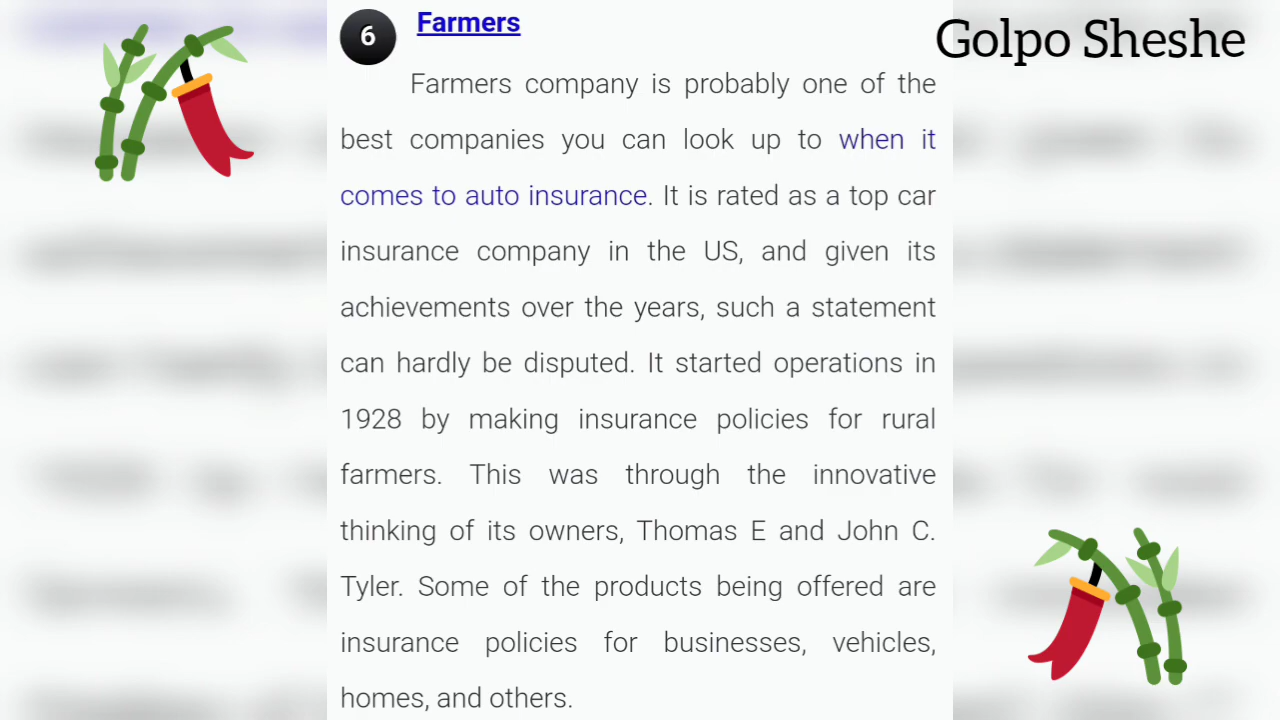 6 Farmers
Golpo Sheshe
Farmers company is probably one of the
best companies you can look up to when it
comes to auto insurance. It is rated as a top car
insurance company in the US, and given its
achievements over the years, such a statement
can hardly be disputed. It started operations in
1928 by making insurance policies for rural
farmers. This was through the innovative
thinking of its owners, Thomas E and John C.
Tyler. Some of the products being offered are
insurance policies for businesses, vehicles,
homes, and others.